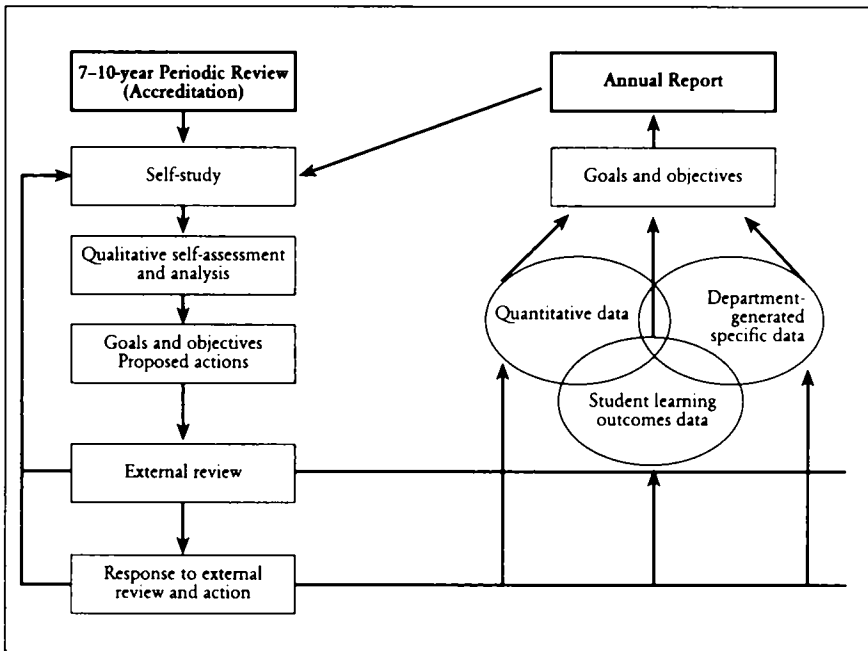 7–10-year Periodic Review
(Accreditation)
Self-study
Qualitative self-assessment
and analysis
Goals and objectives
Proposed actions
External review
Response to external
review and action
Annual Report
Goals and objectives
Quantitative data
Department-
generated
specific data
Student learning
outcomes data